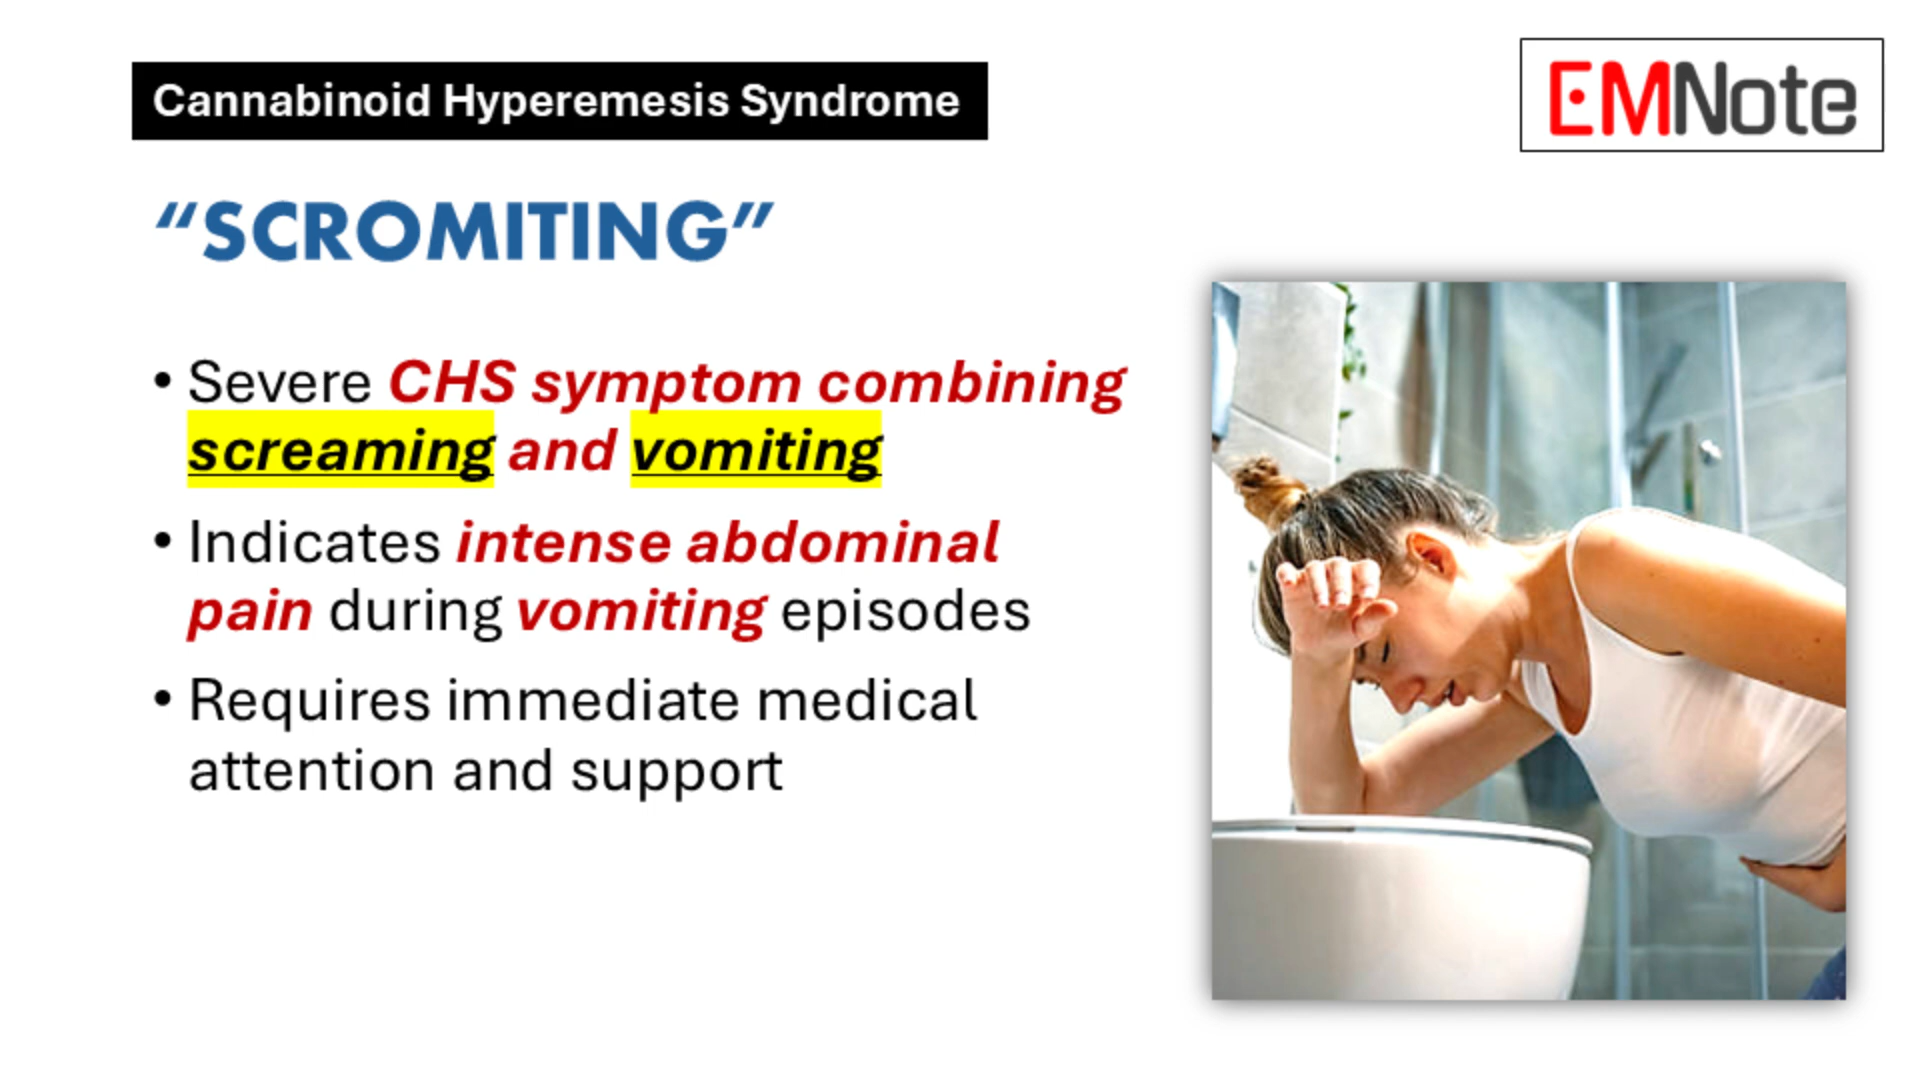 Cannabinoid Hyperemesis Syndrome
EMNote
“SCROMITING”
• Severe CHS symptom combining
screaming and vomiting
• Indicates intense abdominal
pain during vomiting episodes
• Requires immediate medical
attention and support